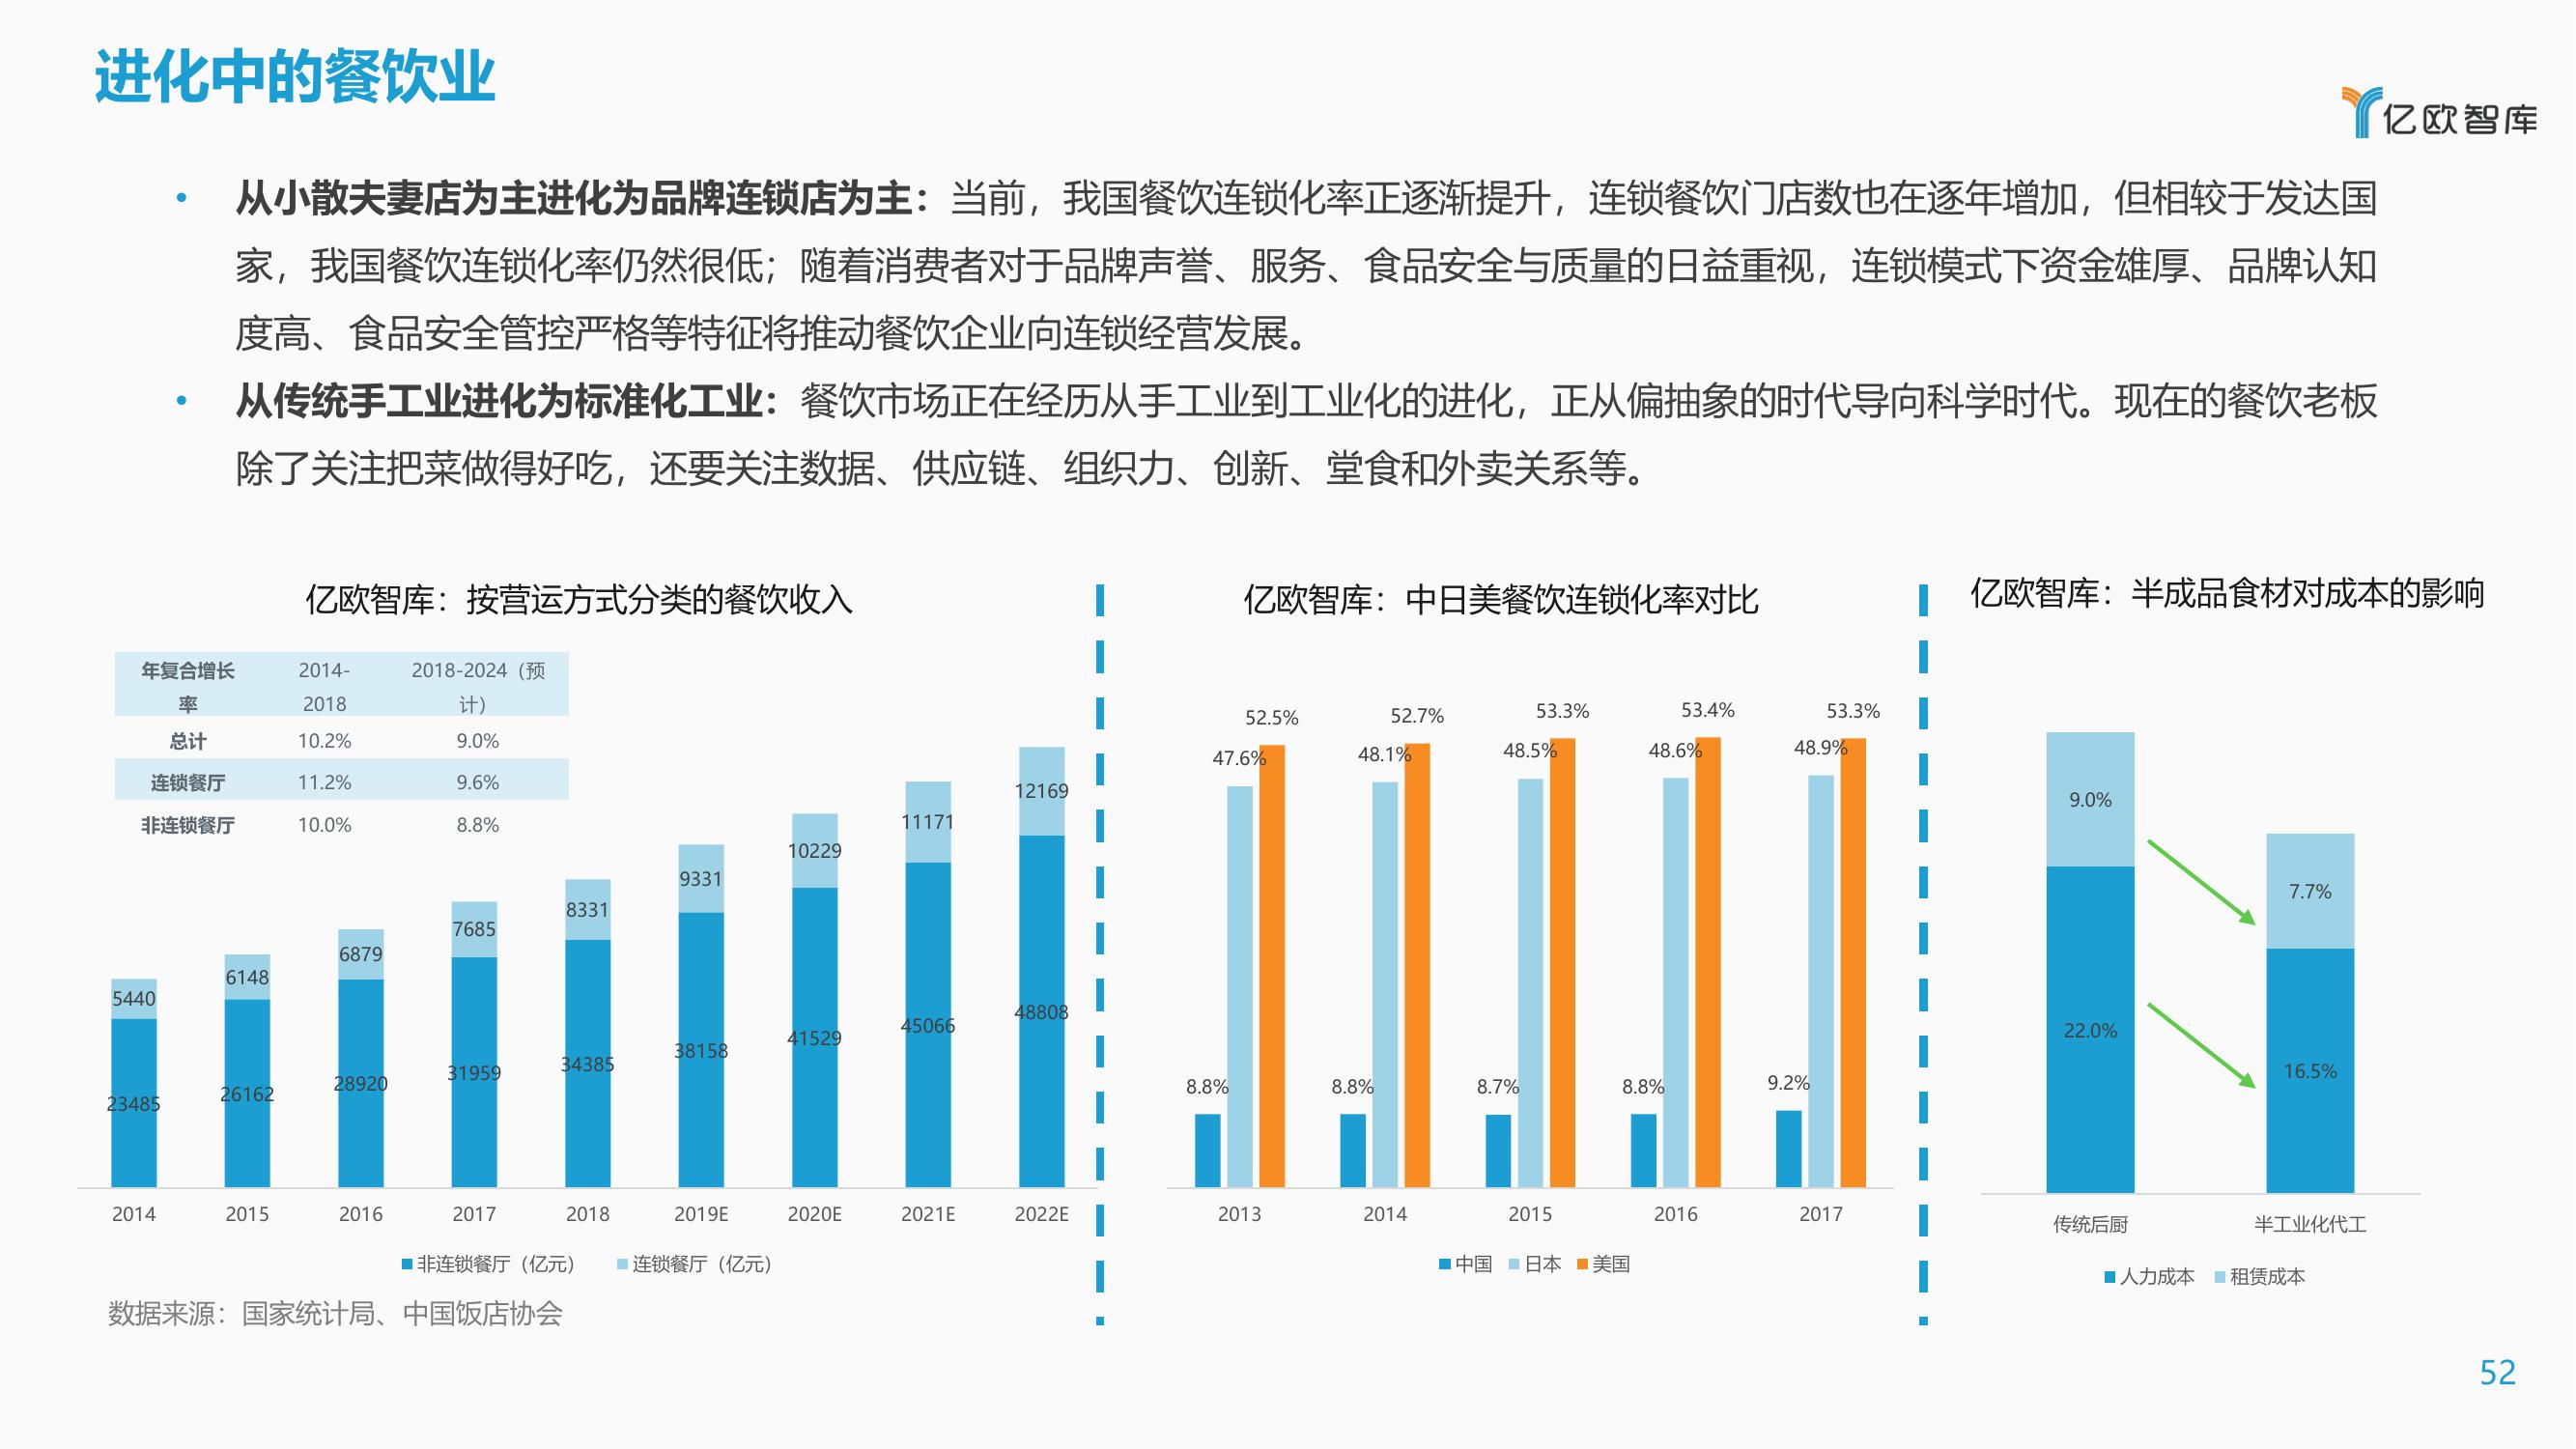 进化中的餐饮业
亿欧智库
• 从小散夫妻店为主进化为品牌连锁店为主：当前，我国餐饮连锁化率正逐渐提升，连锁餐饮门店数也在逐年增加，但相较于发达国
家，我国餐饮连锁化率仍然很低；随着消费者对于品牌声誉、服务、食品安全与质量的日益重视，连锁模式下资金雄厚、品牌认知
度高、食品安全管控严格等特征将推动餐饮企业向连锁经营发展。
• 从传统手工业进化为标准化工业：餐饮市场正在经历从手工业到工业化的进化，正从偏抽象的时代导向科学时代。现在的餐饮老板
除了关注把菜做得好吃，还要关注数据、供应链、组织力、创新、堂食和外卖关系等。
亿欧智库：按营运方式分类的餐饮收入
年复合增长 2014- 2018-2024（预
率 2018 计）
总计 10.2% 9.0%
连锁餐厅 11.2% 9.6%
非连锁餐厅 10.0% 8.8%
5440 6148 6879 7685 8331 9331 10229 11171 12169
23485 26162 28920 31959 34385 38158 41529 45066 48808
2014 2015 2016 2017 2018 2019E 2020E 2021E 2022E
非连锁餐厅（亿元） 连锁餐厅（亿元）
数据来源：国家统计局、中国饭店协会
亿欧智库：中日美餐饮连锁化率对比
52.5% 52.7% 53.3% 53.4% 53.3%
47.6% 48.1% 48.5% 48.6% 48.9%
8.8% 8.8% 8.7% 8.8% 9.2%
2013 2014 2015 2016 2017
中国 日本 美国
亿欧智库：半成品食材对成本的影响
9.0% 7.7%
22.0% 16.5%
传统后厨 半工业化代工
人力成本 租赁成本
52